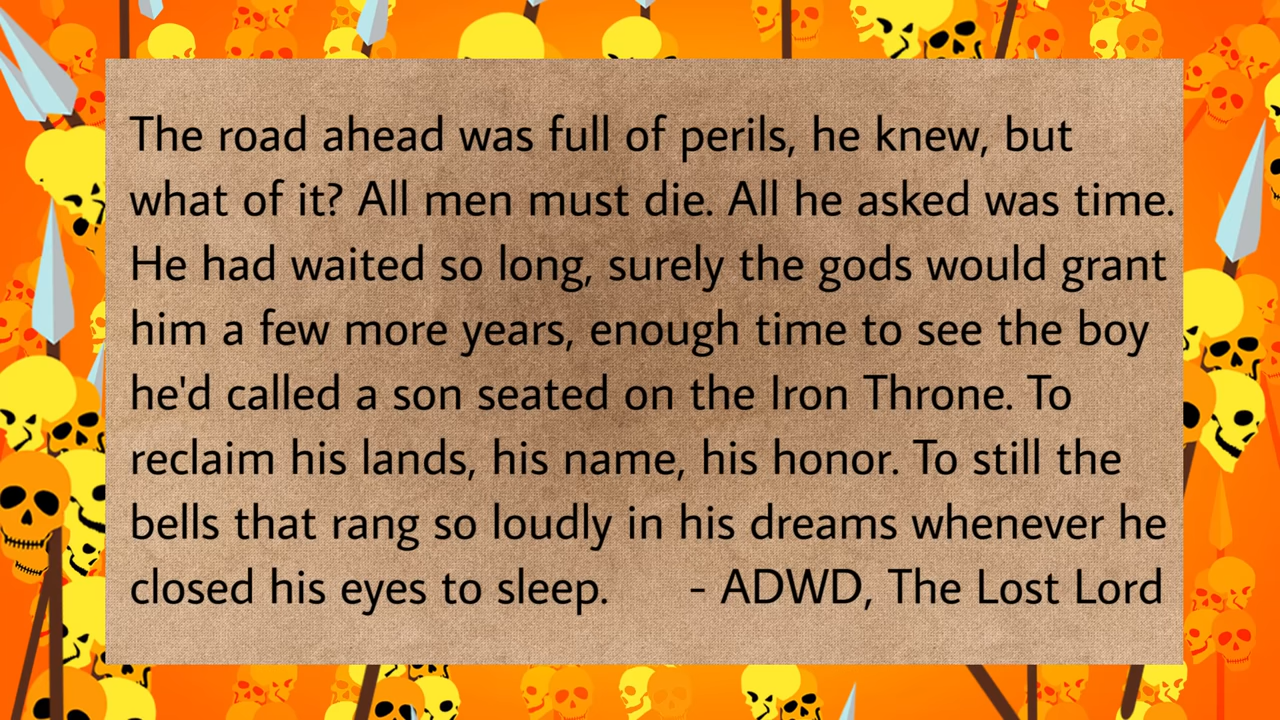 The road ahead was full of perils, he knew, but
what of it? All men must die. All he asked was time.
He had waited so long, surely the gods would grant
him a few more years, enough time to see the boy
he'd called a son seated on the Iron Throne. To
reclaim his lands, his name, his honor. To still the
bells that rang so loudly in his dreams whenever he
closed his eyes to sleep. - ADWD, The Lost Lord